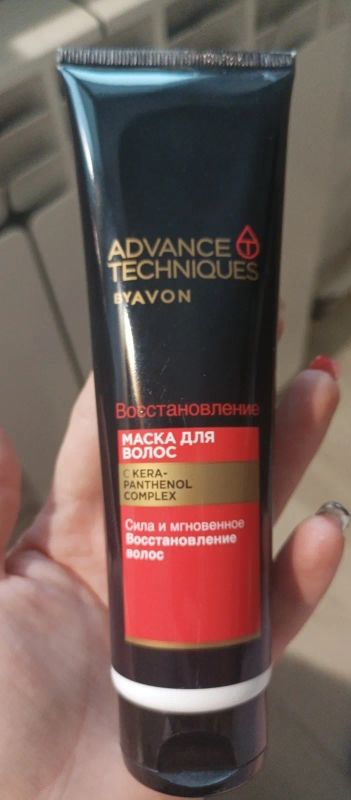 ADVANCE
TECHNIQUES
BY AVON
Восстановление
МАСКА ДЛЯ
ВОЛОС
С KERA-
PANTHENOL
COMPLEX
Сила и мгновенное
Восстановление
волос